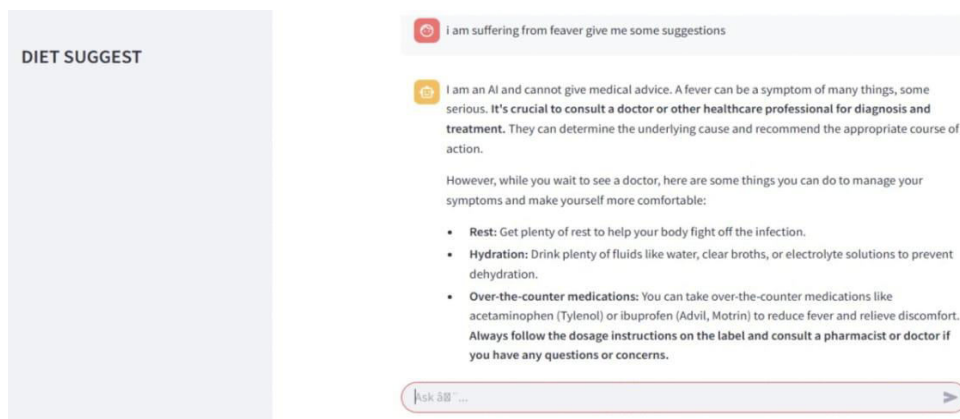 DIET SUGGEST
i am suffering from feaver give me some suggestions
I am an AI and cannot give medical advice. A fever can be a symptom of many things, some
serious. It's crucial to consult a doctor or other healthcare professional for diagnosis and
treatment. They can determine the underlying cause and recommend the appropriate course of
action.
However, while you wait to see a doctor, here are some things you can do to manage your
symptoms and make yourself more comfortable:
• Rest: Get plenty of rest to help your body fight off the infection.
• Hydration: Drink plenty of fluids like water, clear broths, or electrolyte solutions to prevent
dehydration.
• Over-the-counter medications: You can take over-the-counter medications like
acetaminophen (Tylenol) or ibuprofen (Advil, Motrin) to reduce fever and relieve discomfort.
Always follow the dosage instructions on the label and consult a pharmacist or doctor if
you have any questions or concerns.
Ask